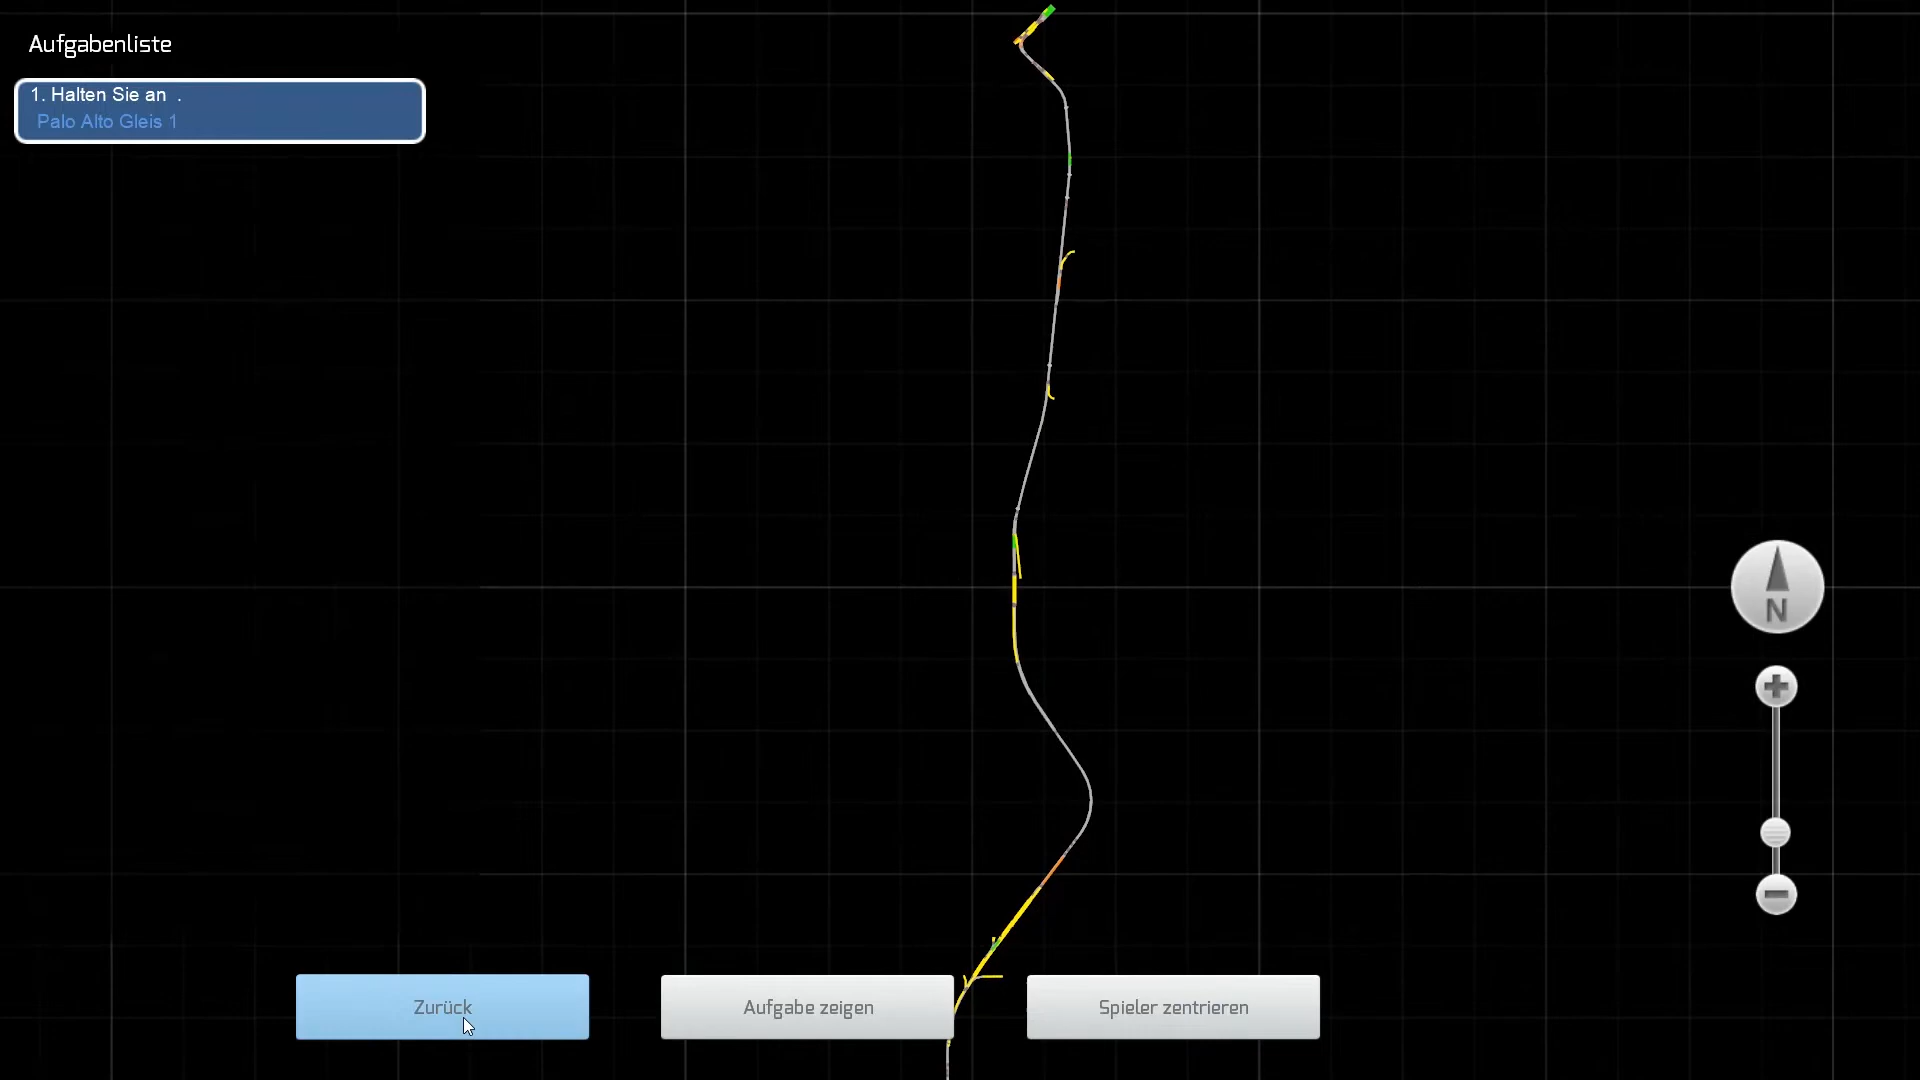 Aufgabenliste
1. Halten Sie an  .
Palo Alto Gleis 1
N
Zurück
Aufgabe zeigen
Spieler zentrieren